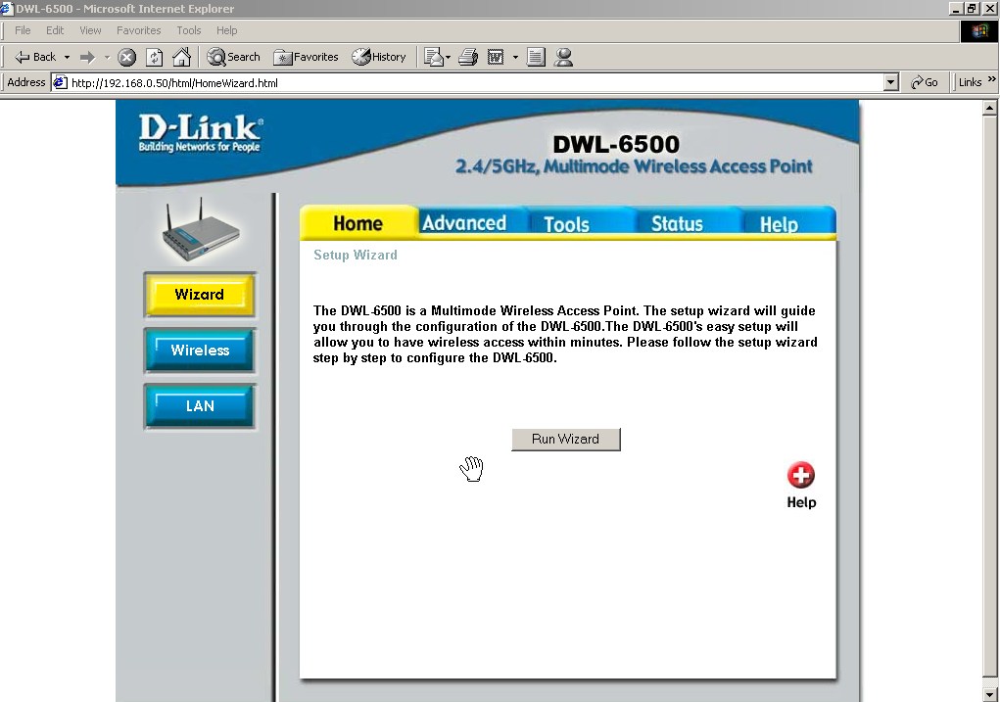 DWL-6500 - Microsoft Internet Explorer
File Edit View Favorites Tools Help
Back Search Favorites History
Address http://192.168.0.50/html/HomeWizard.html Go Links »
D-Link®
Building Networks for People
DWL-6500
2.4/5GHz, Multimode Wireless Access Point
Home Advanced Tools Status Help
Setup Wizard
Wizard
Wireless
LAN
The DWL-6500 is a Multimode Wireless Access Point. The setup wizard will guide
you through the configuration of the DWL-6500.The DWL-6500's easy setup will
allow you to have wireless access within minutes. Please follow the setup wizard
step by step to configure the DWL-6500.
Run Wizard
Help